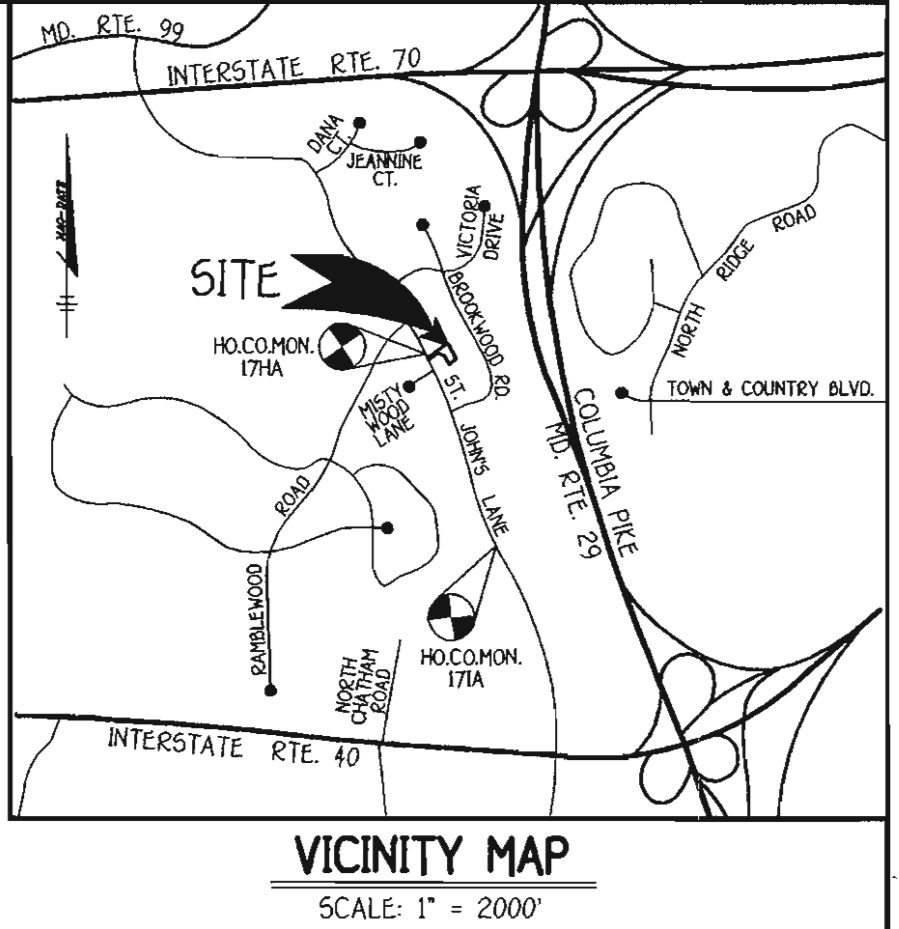 MD. RTE. 99
INTERSTATE RTE. 70
DANA
CT.
JEANNINE
CT.
VICTORIA
DRIVE
NORTH RIDGE ROAD
SITE
BROOKWOOD RD.
HO.CO.MON.
17HA
MISTY
WOOD
LANE
ST. JOHN'S LANE
TOWN & COUNTRY BLVD.
COLUMBIA PIKE
MD. RTE. 29
RAMBLEWOOD ROAD
HO.CO.MON.
171A
NORTH
CHATHAM
ROAD
INTERSTATE RTE. 40
VICINITY MAP
SCALE: 1" = 2000'